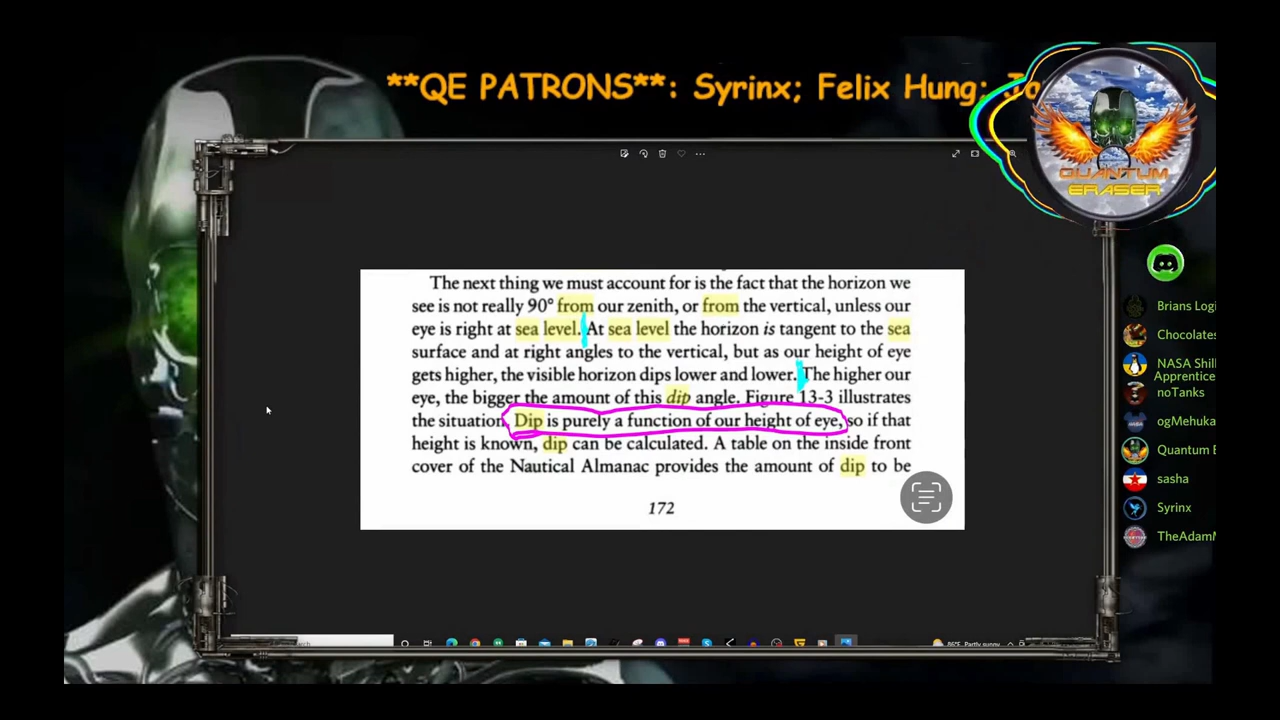 **QE PATRONS**: Syrinx; Felix Hung;
QUANTUM
ERASER
The next thing we must account for is the fact that the horizon we
see is not really 90° from our zenith, or from the vertical, unless our
eye is right at sea level. At sea level the horizon is tangent to the sea
surface and at right angles to the vertical, but as our height of eye
gets higher, the visible horizon dips lower and lower. The higher our
eye, the bigger the amount of this dip angle. Figure 13-3 illustrates
the situation. Dip is purely a function of our height of eye, so if that
height is known, dip can be calculated. A table on the inside front
cover of the Nautical Almanac provides the amount of dip to be
172
Brians Logi
Chocolates
NASA Shill
Apprentice
noTanks
ogMehuka
Quantum E
sasha
Syrinx
TheAdamM
86°F Partly sunny